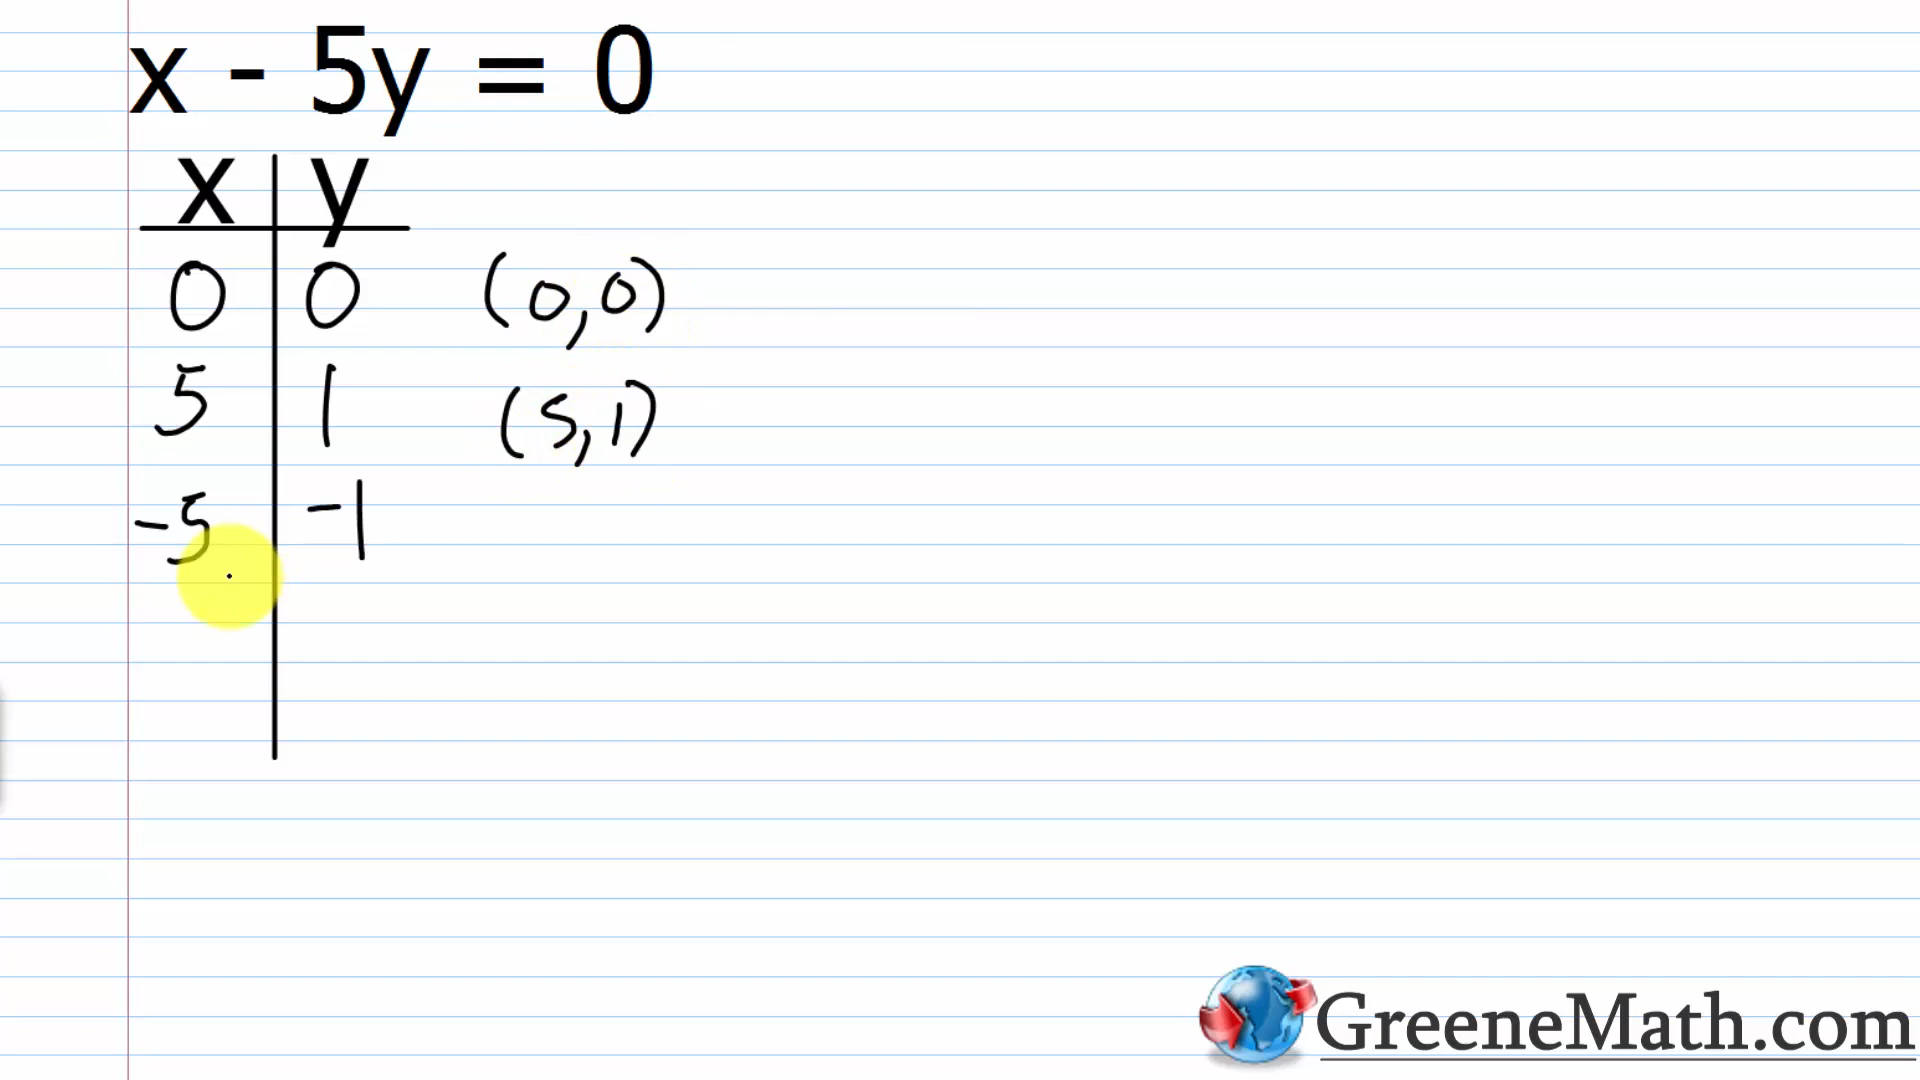 x - 5y = 0
x y
0 0 (0,0)
5 1 (5,1)
-5 -1
GreeneMath.com